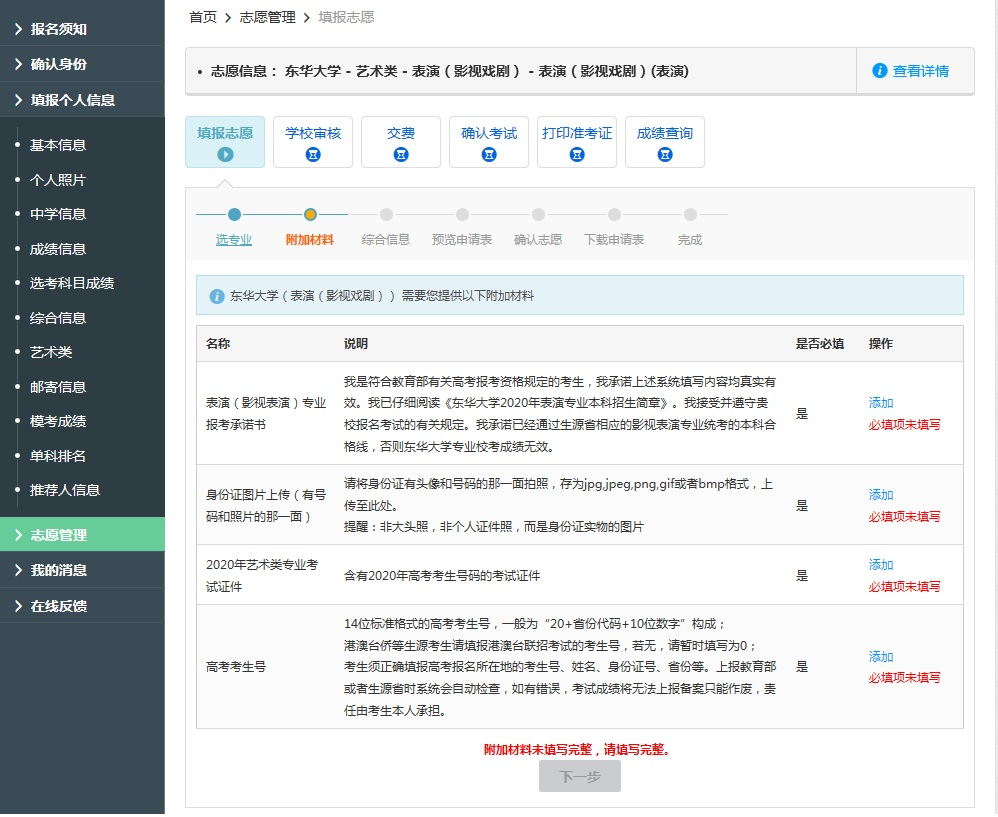 首页 > 志愿管理 > 填报志愿
报名须知
确认身份
填报个人信息
基本信息
个人照片
中学信息
成绩信息
选考科目成绩
综合信息
艺术类
邮寄信息
模考成绩
单科排名
推荐人信息
志愿管理
我的消息
在线反馈
• 志愿信息： 东华大学 - 艺术类 - 表演（影视戏剧） - 表演（影视戏剧）(表演)
查看详情
填报志愿 学校审核 交费 确认考试 打印准考证 成绩查询
选专业 附加材料 综合信息 预览申请表 确认志愿 下载申请表 完成
东华大学（表演（影视戏剧）） 需要您提供以下附加材料
名称 说明 是否必填 操作
表演（影视表演）专业
报考承诺书
我是符合教育部有关高考报考资格规定的考生，我承诺上述系统填写内容均真实有
效。我已仔细阅读《东华大学2020年表演专业本科招生简章》。我接受并遵守贵
校报名考试的有关规定。我承诺已经通过生源省相应的影视表演专业统考的本科合
格线，否则东华大学专业校考成绩无效。
是
添加
必填项未填写
身份证图片上传（有号
码和照片的那一面）
请将身份证有头像和号码的那一面拍照，存为jpg,jpeg,png,gif或者bmp格式，上
传至此处。
提醒：非大头照，非个人证件照，而是身份证实物的图片
是
添加
必填项未填写
2020年艺术类专业考
试证件
含有2020年高考考生号码的考试证件
是
添加
必填项未填写
高考考生号
14位标准格式的高考考生号，一般为“20+省份代码+10位数字”构成；
港澳台侨等生源考生请填报港澳台联招考试的考生号，若无，请暂时填写为0；
考生须正确填报高考报名所在地的考生号、姓名、身份证号、省份等。上报教育部
或者生源省时系统会自动检查，如有错误，考试成绩将无法上报备案只能作废，责
任由考生本人承担。
是
添加
必填项未填写
附加材料未填写完整，请填写完整。
下一步